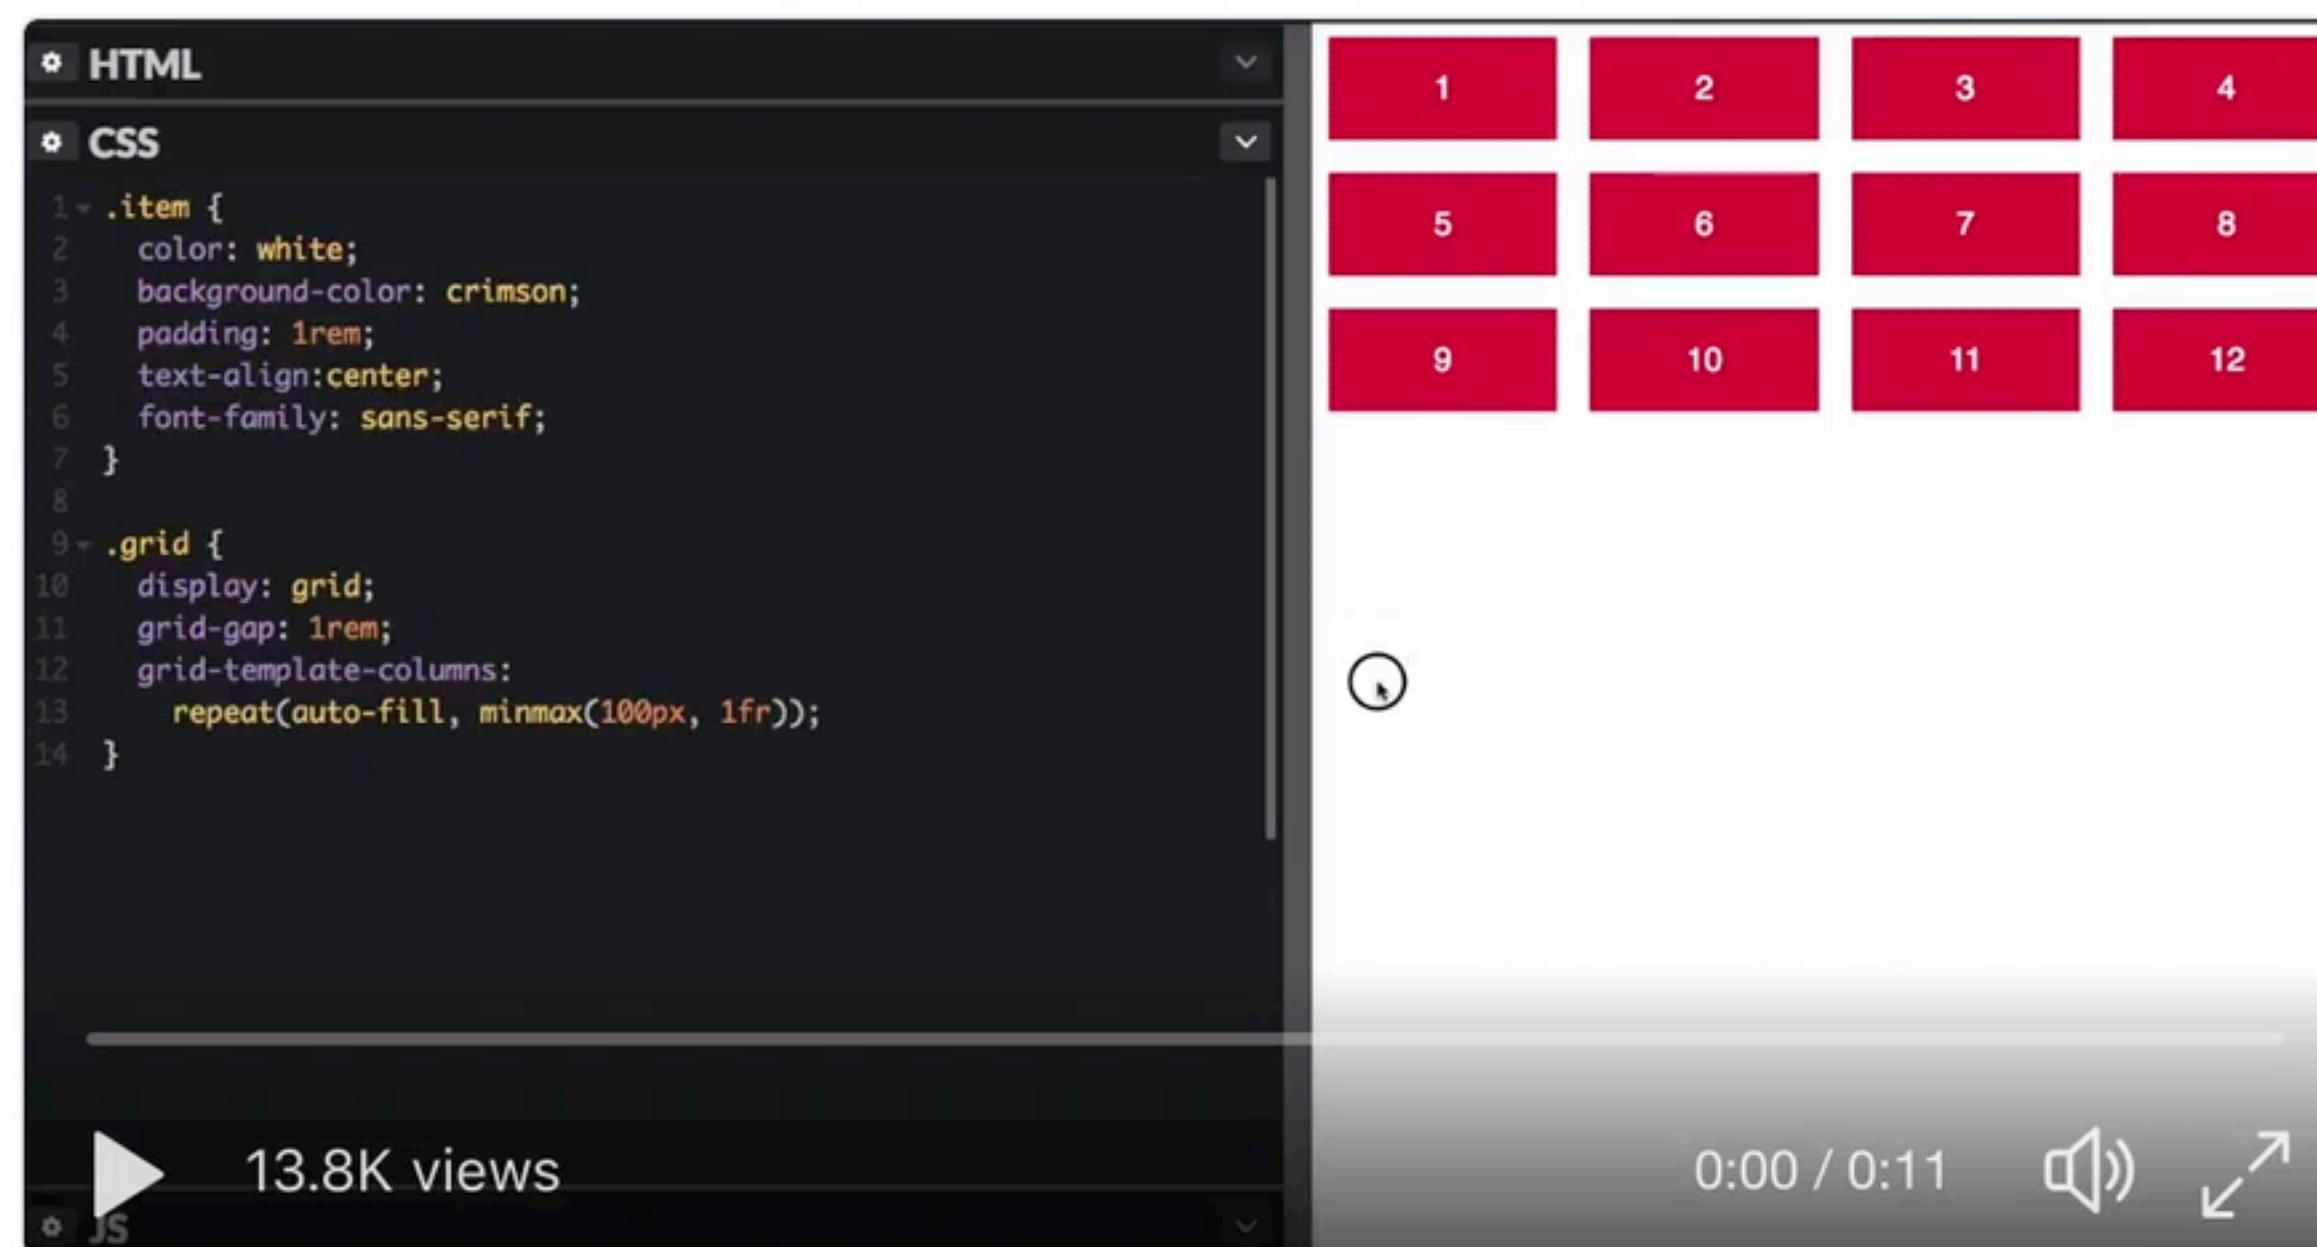 HTML
CSS
1 .item {
2 color: white;
3 background-color: crimson;
4 padding: 1rem;
5 text-align:center;
6 font-family: sans-serif;
7 }
8
9 .grid {
10 display: grid;
11 grid-gap: 1rem;
12 grid-template-columns:
13 repeat(auto-fill, minmax(100px, 1fr));
14 }
1 2 3 4
5 6 7 8
9 10 11 12
13.8K views
0:00 / 0:11
JS